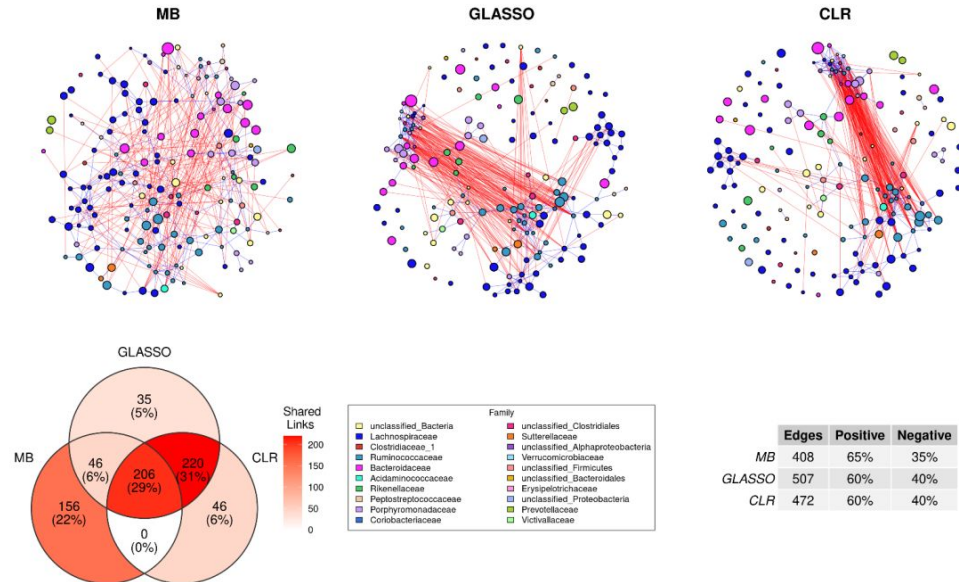 MB
GLASSO
CLR
GLASSO
MB
CLR
35
(5%)
46
(6%)
206
(29%)
220
(31%)
156
(22%)
0
(0%)
46
(6%)
Shared
Links
200
150
100
50
0
Family
unclassified_Bacteria
Lachnospiraceae
Clostridiaceae_1
Ruminococcaceae
Bacteroidaceae
Acidaminococcaceae
Rikenellaceae
Peptostreptococcaceae
Porphyromonadaceae
Coriobacteriaceae
unclassified_Clostridiales
Sutterellaceae
unclassified_Alphaproteobacteria
Verrucomicrobiaceae
unclassified_Firmicutes
unclassified_Bacteroidales
Erysipelotrichaceae
unclassified_Proteobacteria
Prevotellaceae
Victivallaceae
Edges Positive Negative
MB 408 65% 35%
GLASSO 507 60% 40%
CLR 472 60% 40%